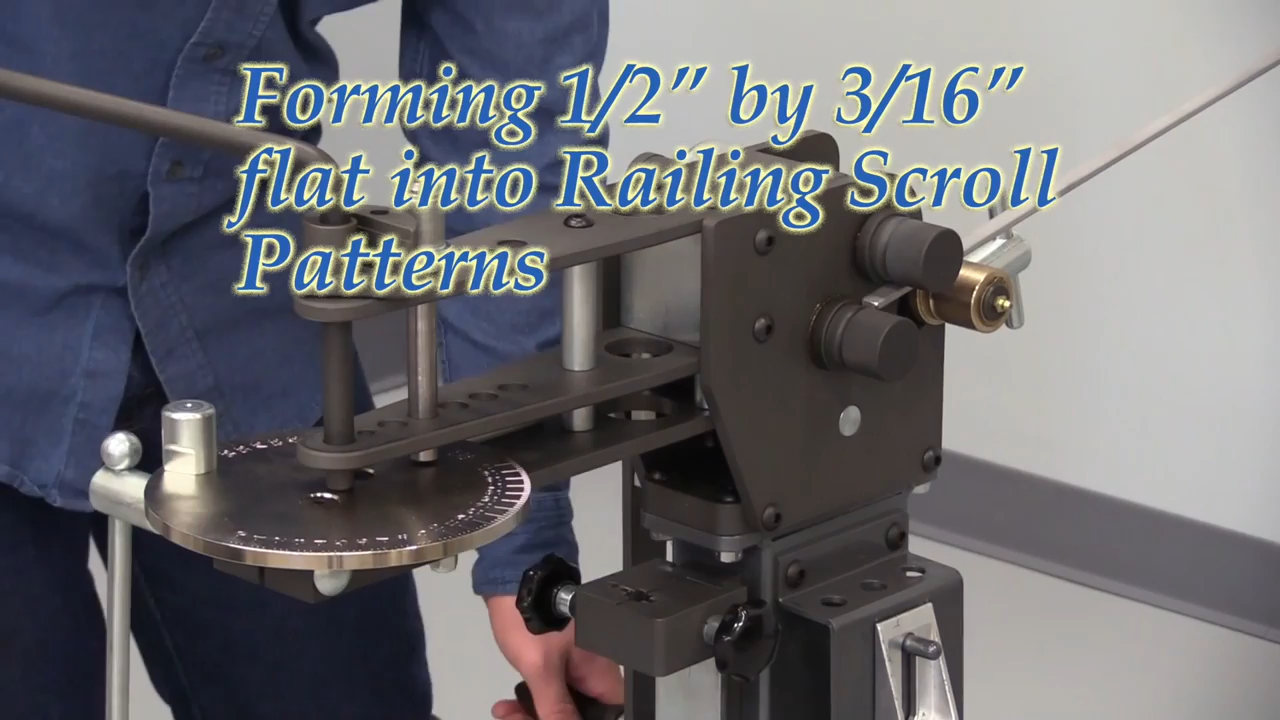 Forming 1/2” by 3/16”
flat into Railing Scroll
Patterns